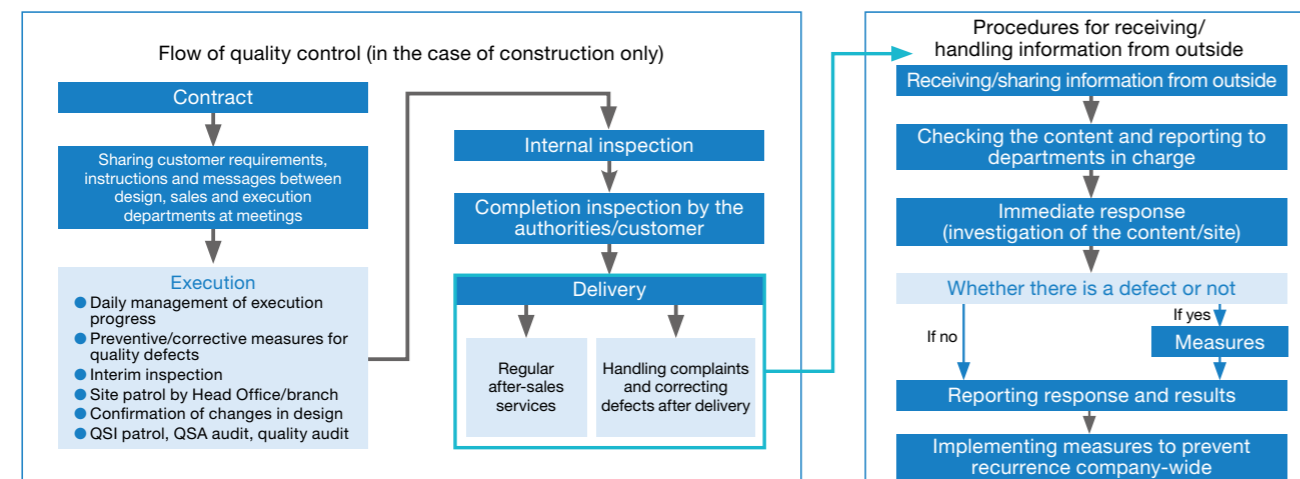 Flow of quality control (in the case of construction only)
Contract
Sharing customer requirements,
instructions and messages between
design, sales and execution
departments at meetings
Execution
● Daily management of execution
progress
● Preventive/corrective measures for
quality defects
● Interim inspection
● Site patrol by Head Office/branch
● Confirmation of changes in design
● QSI patrol, QSA audit, quality audit
Internal inspection
Completion inspection by the
authorities/customer
Delivery
Regular
after-sales
services
Handling complaints
and correcting
defects after delivery
Procedures for receiving/
handling information from outside
Receiving/sharing information from outside
Checking the content and reporting to
departments in charge
Immediate response
(investigation of the content/site)
Whether there is a defect or not
If no
If yes
Measures
Reporting response and results
Implementing measures to prevent
recurrence company-wide